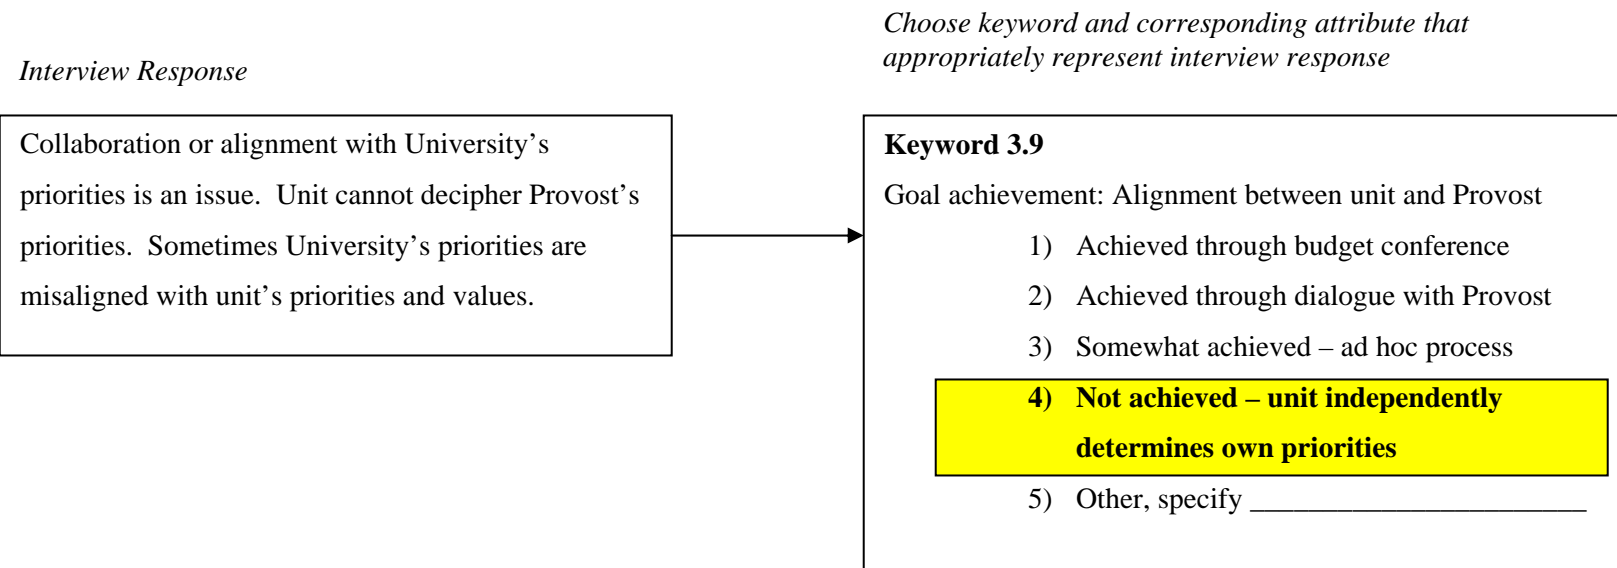 Interview Response
Collaboration or alignment with University’s
priorities is an issue.  Unit cannot decipher Provost’s
priorities.  Sometimes University’s priorities are
misaligned with unit’s priorities and values.
Choose keyword and corresponding attribute that
appropriately represent interview response
Keyword 3.9
Goal achievement: Alignment between unit and Provost
1) Achieved through budget conference
2) Achieved through dialogue with Provost
3) Somewhat achieved – ad hoc process
4) Not achieved – unit independently
determines own priorities
5) Other, specify _______________________